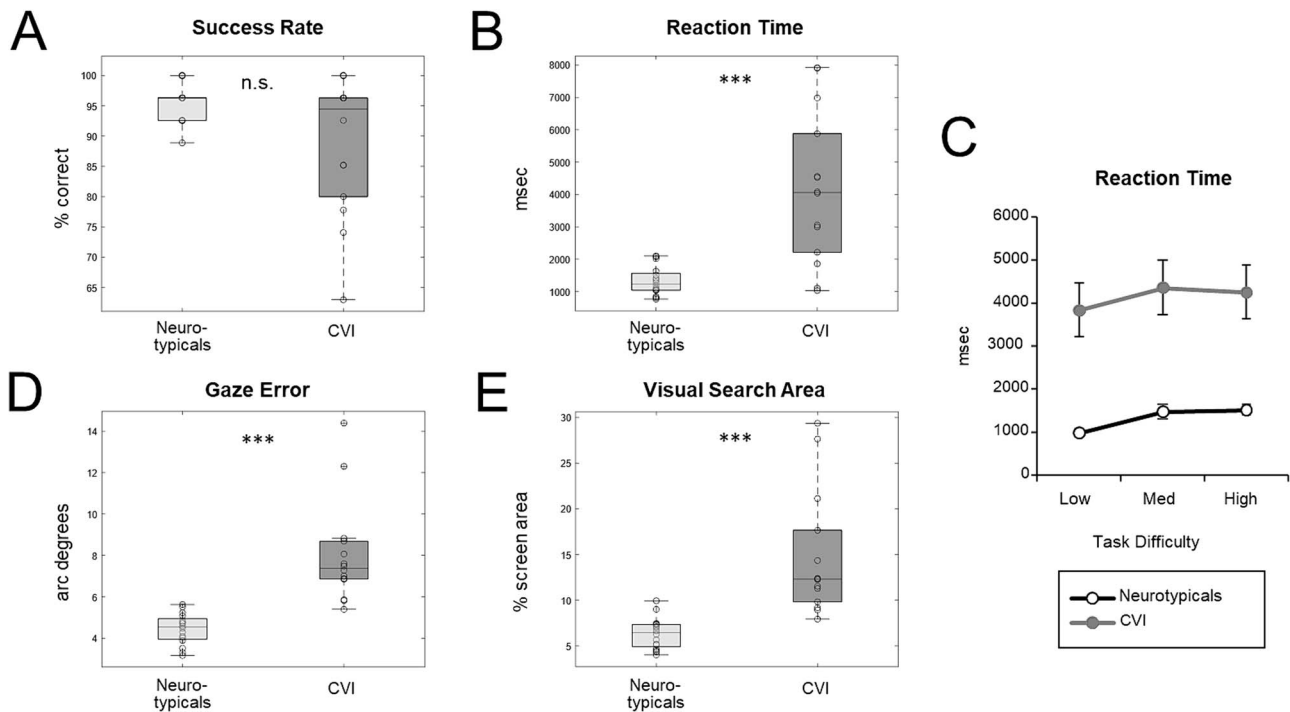 A
Success Rate
% correct
100
95
90
85
80
75
70
65
n.s.
Neuro-
typicals
CVI
B
Reaction Time
msec
8000
7000
6000
5000
4000
3000
2000
1000
***
Neuro-
typicals
CVI
C
Reaction Time
msec
6000
5000
4000
3000
2000
1000
0
Low
Med
High
Task Difficulty
Neurotypicals
CVI
D
Gaze Error
arc degrees
14
12
10
8
6
4
***
Neuro-
typicals
CVI
E
Visual Search Area
% screen area
30
25
20
15
10
5
***
Neuro-
typicals
CVI